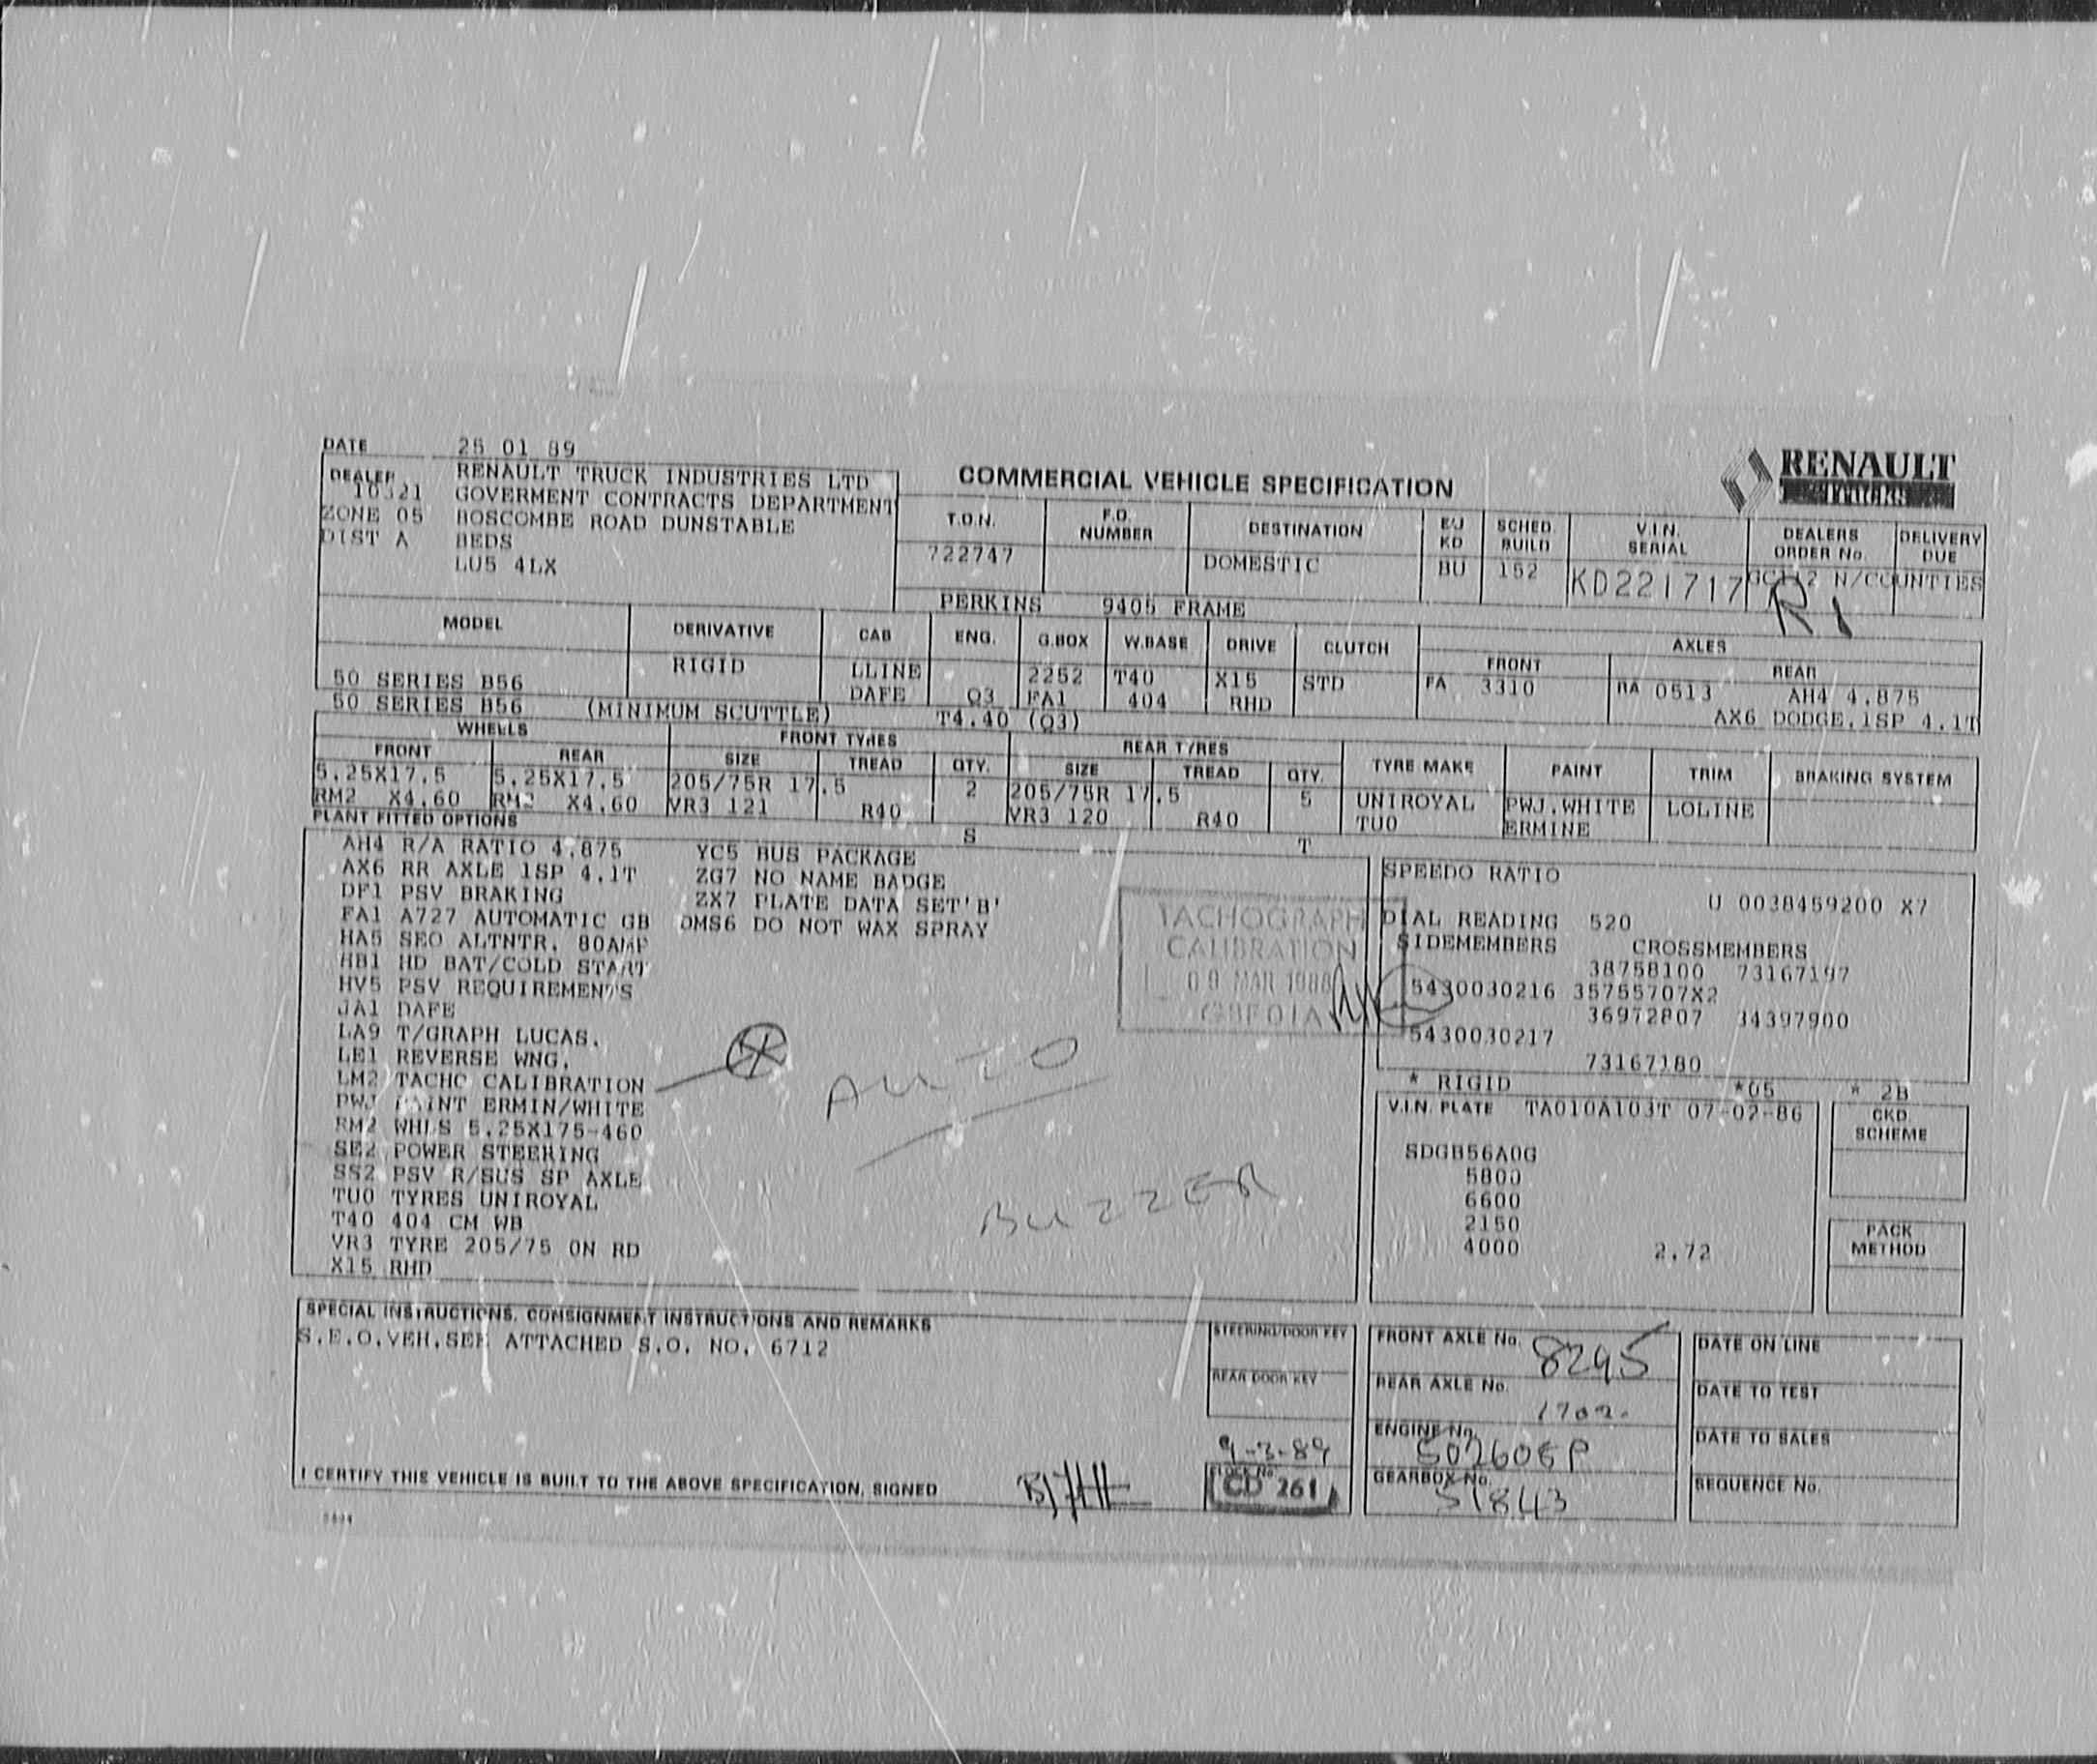 DATE 25 01 89
RENAULT TRUCKS
COMMERCIAL VEHICLE SPECIFICATION
DEALER RENAULT TRUCK INDUSTRIES LTD
GOVERMENT CONTRACTS DEPARTMENT
ZONE 05 BOSCOMBE ROAD DUNSTABLE
DIST A BEDS
LU5 4LX
T.O.N. F.O. NUMBER DESTINATION KD SCHED. BUILD V.I.N. SERIAL DEALERS ORDER No. DELIVERY DUE
722747 DOMESTIC BU 152 KD221717 N/COUNTIES
R1
PERKINS 9405 FRAME
MODEL DERIVATIVE CAB ENG. G.BOX W.BASE DRIVE CLUTCH AXLES
FRONT REAR
50 SERIES B56 RIGID LLINE 2252 T40 X15 STD FA 3310 RA 0513 AH4 4.875
DAFE Q3 FA1 404 RHD
50 SERIES B56 (MINIMUM SCUTTLE) T4.40 (Q3) AX6 DODGE.1SP 4.1T
WHEELS FRONT TYRES REAR TYRES TYRE MAKE PAINT TRIM BRAKING SYSTEM
FRONT REAR SIZE TREAD QTY. SIZE TREAD QTY.
5.25X17.5 5.25X17.5 205/75R 17.5 2 205/75R 17.5 5 UNIROYAL PWJ.WHITE LOLINE
RM2 X4.60 RM2 X4.60 VR3 121 R40 VR3 120 R40 TU0 ERMINE
S T
PLANT FITTED OPTIONS
AH4 R/A RATIO 4.875 YC5 BUS PACKAGE
AX6 RR AXLE 1SP 4.1T ZG7 NO NAME BADGE
DF1 PSV BRAKING ZX7 PLATE DATA SET'B'
FA1 A727 AUTOMATIC GB DMS6 DO NOT WAX SPRAY
HA5 SEO ALTNTR. 80AMP
HB1 HD BAT/COLD START
HV5 PSV REQUIREMENTS
JA1 DAFE
LA9 T/GRAPH LUCAS.
LE1 REVERSE WNG.
LM2 TACHO CALIBRATION
PWJ PAINT ERMIN/WHITE
RM2 WHLS 5.25X175-460
SE2 POWER STEERING
SS2 PSV R/SUS SP AXLE
TU0 TYRES UNIROYAL
T40 404 CM WB
VR3 TYRE 205/75 ON RD
X15 RHD
TACHOGRAPH
CALIBRATION
AUTO
BUZZER
SPEEDO RATIO
U 0038459200 X7
DIAL READING 520
SIDEMEMBERS CROSSMEMBERS
38758100 73167197
5430030216 35755707X2
36972807 34397900
5430030217
73167180
* RIGID *05 * 2B
V.I.N. PLATE TA010A103T 07-02-86
CKD. SCHEME
SDGB56A0G
5800
6600
2150
4000 2.72
PACK METHOD
SPECIAL INSTRUCTIONS, CONSIGNMENT INSTRUCTIONS AND REMARKS
S.E.O.VEH.SEE ATTACHED S.O. NO. 6712
STEERING/DOOR KEY
REAR DOOR KEY
9-3-89
CD 261
FRONT AXLE No. 8295
REAR AXLE No.
ENGINE No.
GEARBOX No. 51843
DATE ON LINE
DATE TO TEST
DATE TO SALES
SEQUENCE No.
I CERTIFY THIS VEHICLE IS BUILT TO THE ABOVE SPECIFICATION, SIGNED